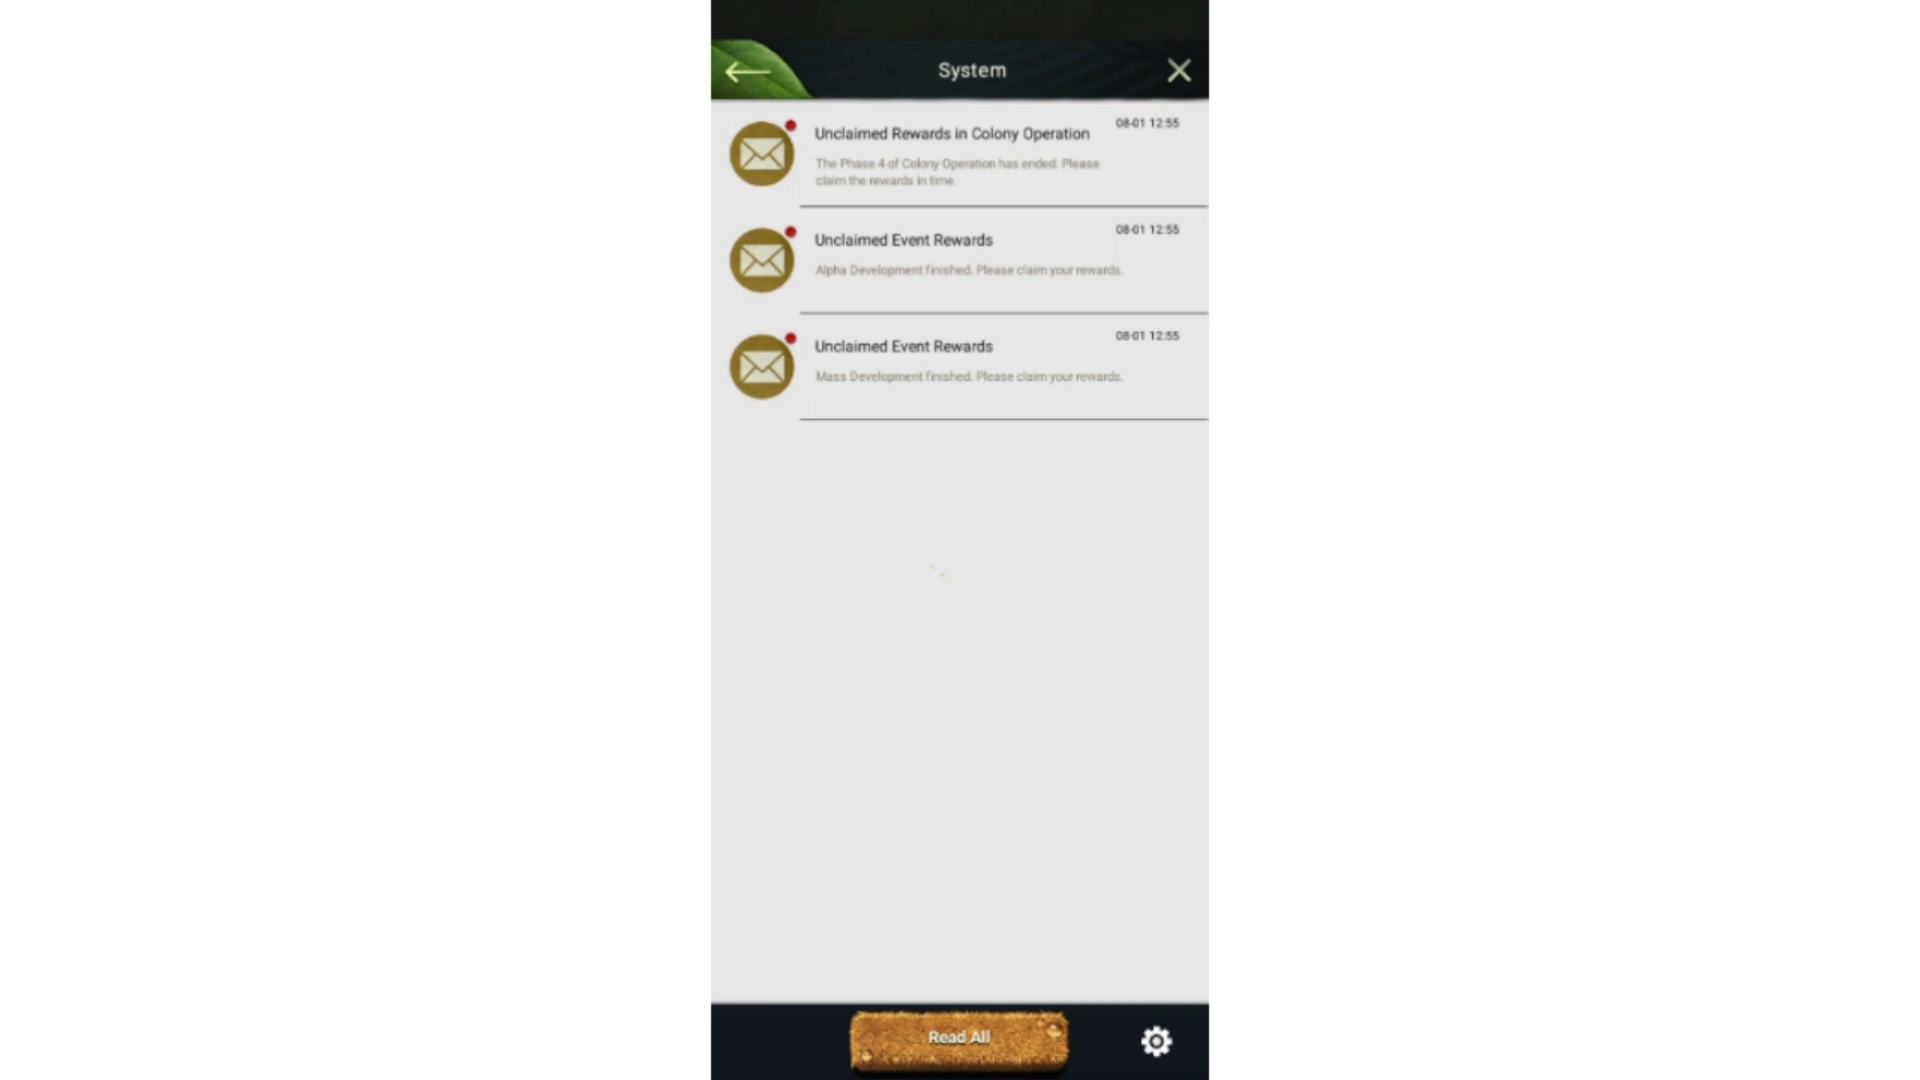 System
Unclaimed Rewards in Colony Operation
08-01 12:55
The Phase 4 of Colony Operation has ended. Please
claim the rewards in time.
Unclaimed Event Rewards
08-01 12:55
Alpha Development finished. Please claim your rewards.
Unclaimed Event Rewards
08-01 12:55
Mass Development finished. Please claim your rewards.
Read All